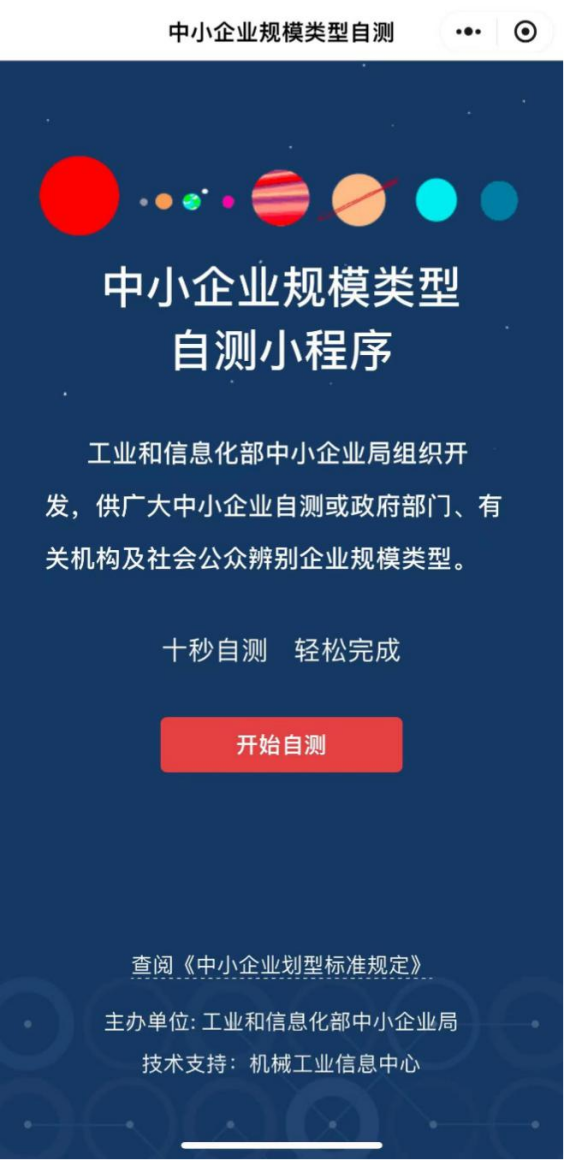 中小企业规模类型自测
中小企业规模类型
自测小程序
工业和信息化部中小企业局组织开
发，供广大中小企业自测或政府部门、有
关机构及社会公众辨别企业规模类型。
十秒自测 轻松完成
开始自测
查阅《中小企业划型标准规定》
主办单位: 工业和信息化部中小企业局
技术支持：机械工业信息中心